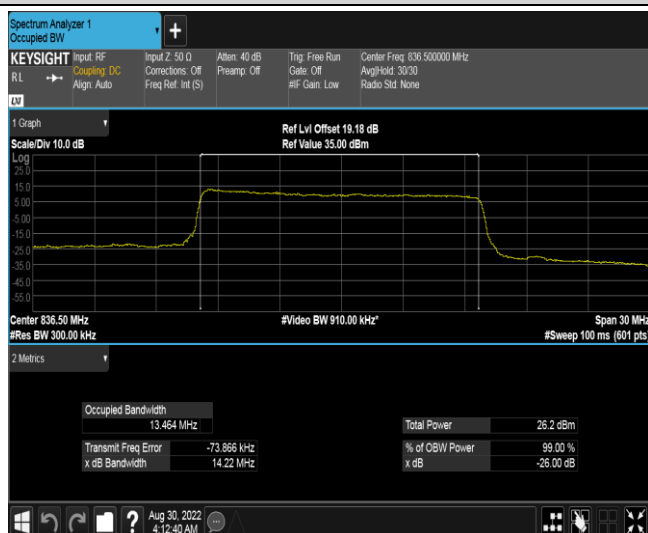 Spectrum Analyzer 1
Occupied BW
+
KEYSIGHT
RL
LXI
Input: RF
Coupling: DC
Align: Auto
Input Z: 50 Ω
Corrections: Off
Freq Ref: Int (S)
Atten: 40 dB
Preamp: Off
Trig: Free Run
Gate: Off
#IF Gain: Low
Center Freq: 836.500000 MHz
Avg|Hold: 30/30
Radio Std: None
1 Graph
Scale/Div 10.0 dB
Ref Lvl Offset 19.18 dB
Ref Value 35.00 dBm
Log
25.0
15.0
5.00
-5.00
-15.0
-25.0
-35.0
-45.0
-55.0
Center 836.50 MHz
#Res BW 300.00 kHz
#Video BW 910.00 kHz*
Span 30 MHz
#Sweep 100 ms (601 pts)
2 Metrics
Occupied Bandwidth
13.464 MHz
Transmit Freq Error -73.866 kHz
x dB Bandwidth 14.22 MHz
Total Power 26.2 dBm
% of OBW Power 99.00 %
x dB -26.00 dB
?
Aug 30, 2022
4:12:40 AM